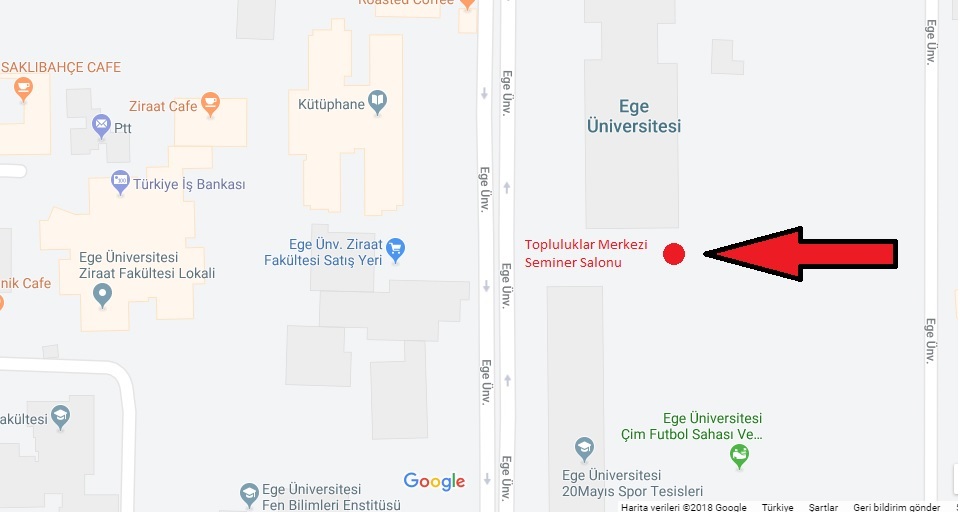 Roasted Coffee
SAKLIBAHÇE CAFE
Ziraat Cafe
Ptt
Kütüphane
Türkiye İş Bankası
Ege Üniversitesi
Ziraat Fakültesi Lokali
nik Cafe
Ege Ünv. Ziraat
Fakültesi Satış Yeri
akültesi
Ege Üniversitesi
Fen Bilimleri Enstitüsü
Google
Ege Ünv.
Ege Ünv.
Ege Ünv.
Ege Ünv.
Ege Ünv.
Ege
Üniversitesi
Topluluklar Merkezi
Seminer Salonu
Ege Üniversitesi
Çim Futbol Sahası Ve...
Ege Üniversitesi
20Mayıs Spor Tesisleri
Ege Ünv.
Ege Ünv.
Harita verileri ©2018 Google Türkiye Şartlar Geri bildirim gönder